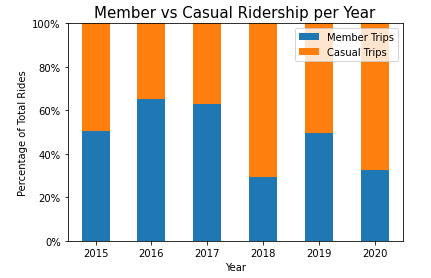 Member vs Casual Ridership per Year
100%
80%
60%
40%
20%
0%
Percentage of Total Rides
Member Trips
Casual Trips
2015 2016 2017 2018 2019 2020
Year